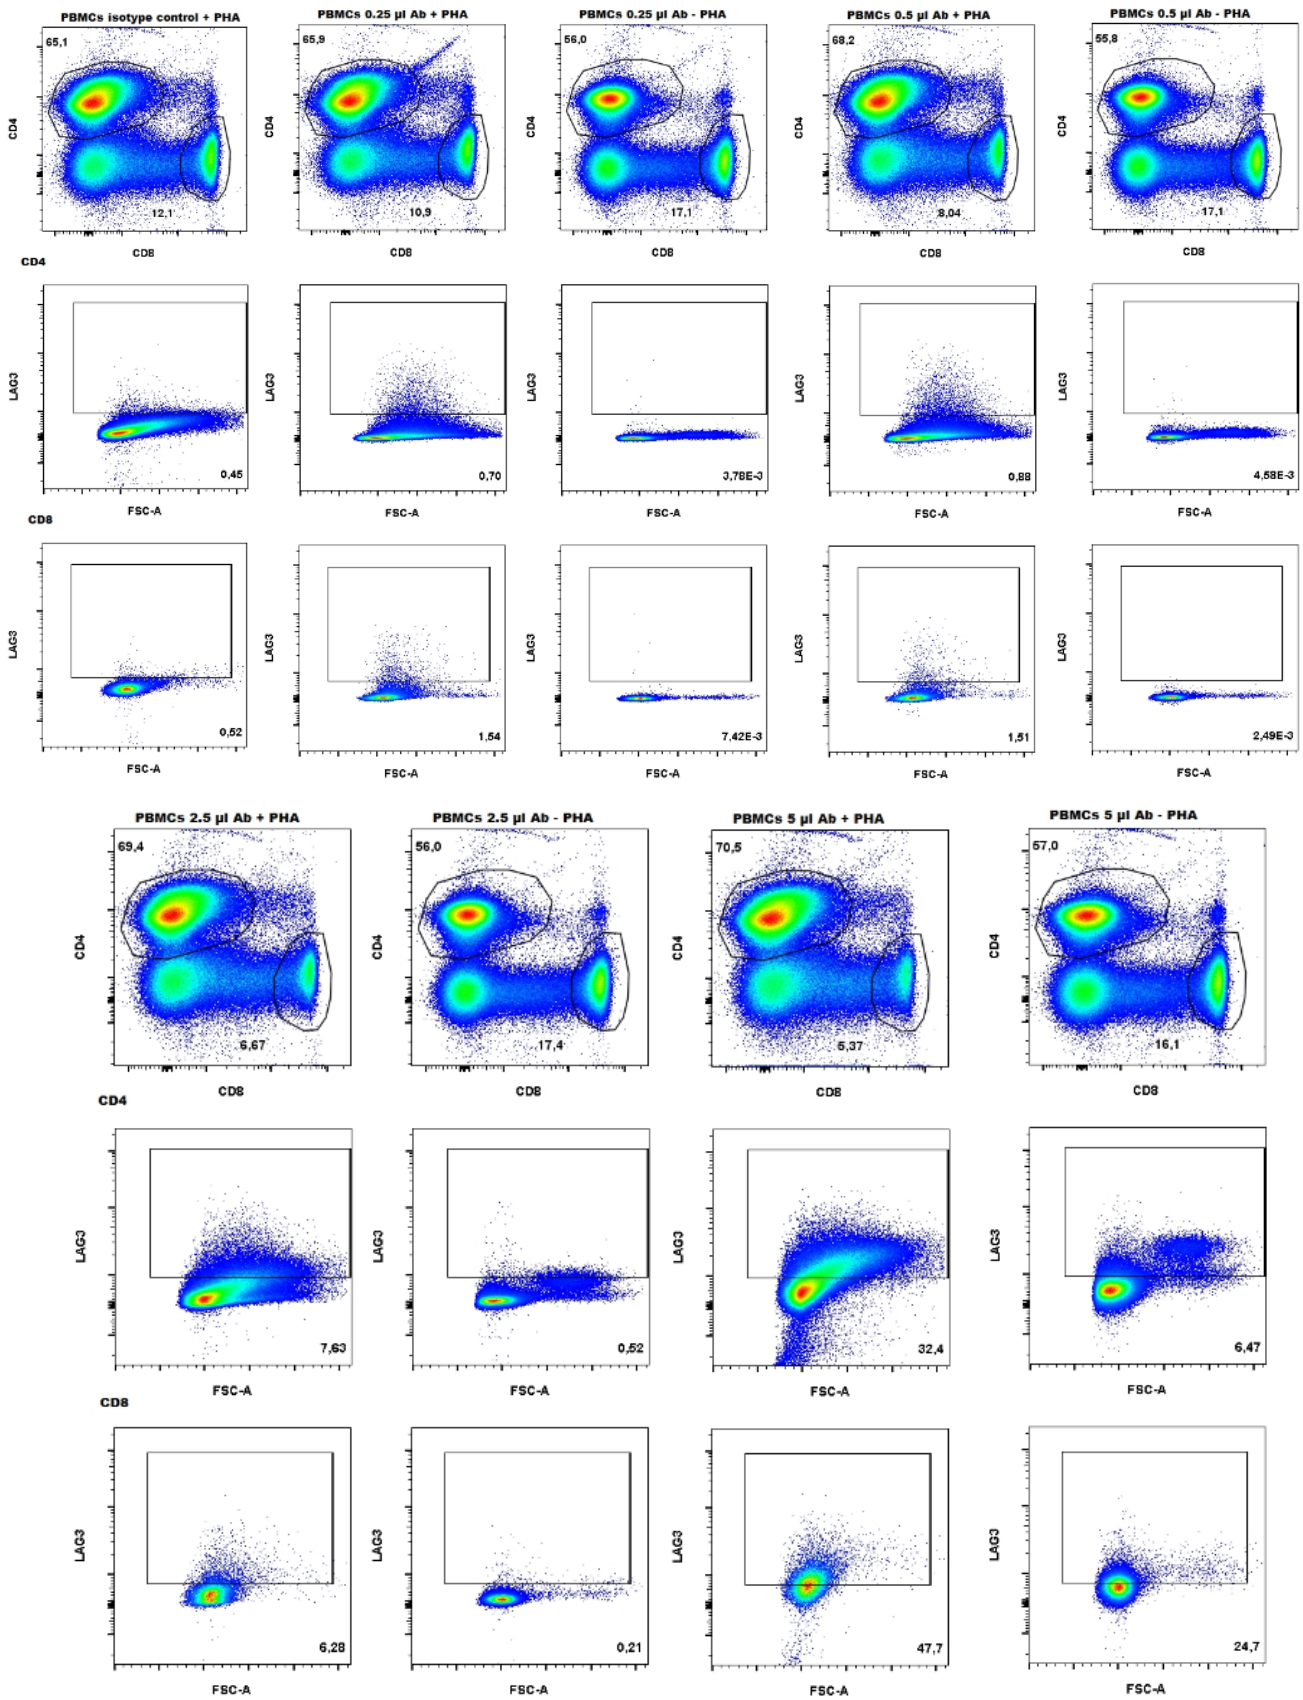 PBMCs isotype control + PHA
PBMCs 0.25 µl Ab + PHA
PBMCs 0.25 µl Ab - PHA
PBMCs 0.5 µl Ab + PHA
PBMCs 0.5 µl Ab - PHA
65,1
65,9
56,0
68,2
55,8
CD4
CD4
CD4
CD4
CD4
12,1
10,9
17,1
8,04
17,1
CD8
CD8
CD8
CD8
CD8
CD4
LAG3
LAG3
LAG3
LAG3
LAG3
0,45
0,70
3,78E-3
0,88
4,58E-3
FSC-A
FSC-A
FSC-A
FSC-A
FSC-A
CD8
LAG3
LAG3
LAG3
LAG3
LAG3
0,52
1,54
7,42E-3
1,51
2,49E-3
FSC-A
FSC-A
FSC-A
FSC-A
FSC-A
PBMCs 2.5 µl Ab + PHA
PBMCs 2.5 µl Ab - PHA
PBMCs 5 µl Ab + PHA
PBMCs 5 µl Ab - PHA
69,4
56,0
70,5
57,0
CD4
CD4
CD4
CD4
6,67
17,4
5,37
16,1
CD8
CD8
CD8
CD8
CD4
LAG3
LAG3
LAG3
LAG3
7,63
0,52
32,4
6,47
FSC-A
FSC-A
FSC-A
FSC-A
CD8
LAG3
LAG3
LAG3
LAG3
6,28
0,21
47,7
24,7
FSC-A
FSC-A
FSC-A
FSC-A